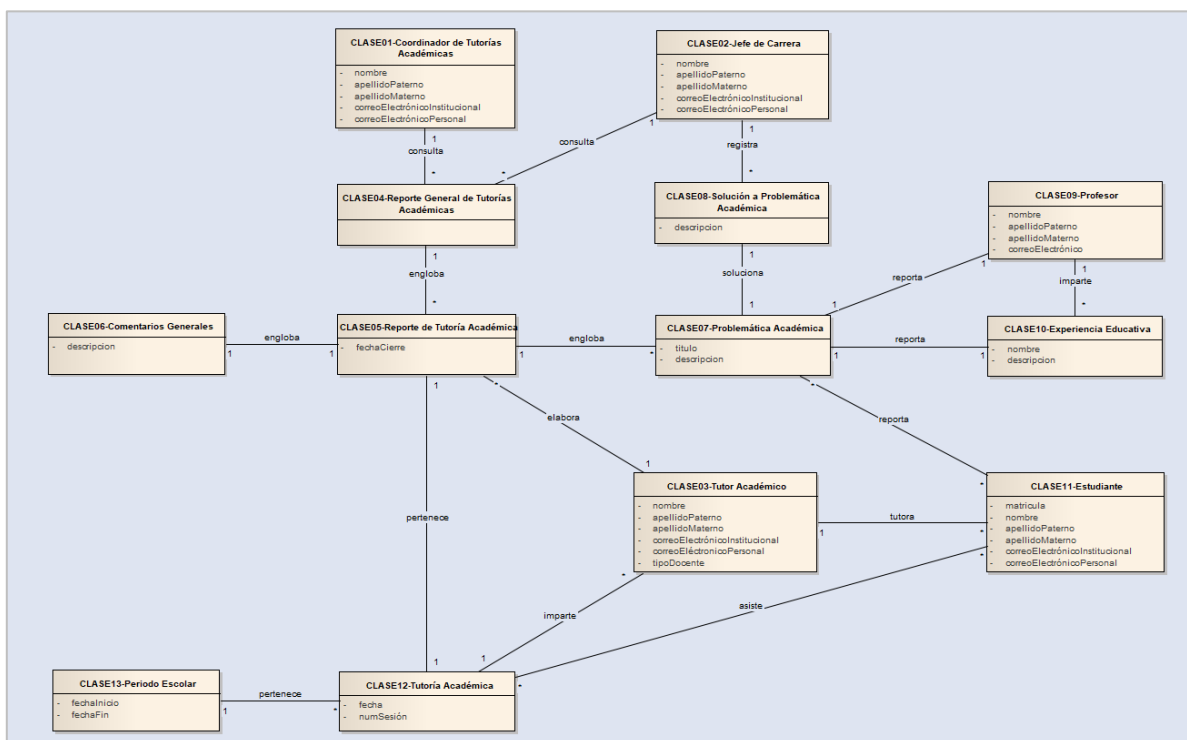 CLASE01-Coordinador de Tutorías
Académicas
- nombre
- apellidoPaterno
- apellidoMaterno
- correoElectrónicoInstitucional
- correoElectrónicoPersonal
CLASE02-Jefe de Carrera
- nombre
- apellidoPaterno
- apellidoMaterno
- correoElectrónicoInstitucional
- correoElectrónicoPersonal
1
consulta
*
1
consulta
*
1
registra
*
CLASE04-Reporte General de Tutorías
Académicas
CLASE08-Solución a Problemática
Académica
- descripcion
CLASE09-Profesor
- nombre
- apellidoPaterno
- apellidoMaterno
- correoElectrónico
1
engloba
*
1
soluciona
1
1
reporta
1
1
imparte
*
CLASE06-Comentarios Generales
- descripcion
1
engloba
1
CLASE05-Reporte de Tutoría Académica
- fechaCierre
1
engloba
*
CLASE07-Problemática Académica
- titulo
- descripcion
1
reporta
1
CLASE10-Experiencia Educativa
- nombre
- descripcion
1
pertenece
1
*
elabora
1
*
reporta
*
CLASE03-Tutor Académico
- nombre
- apellidoPaterno
- apellidoMaterno
- correoElectrónicoInstitucional
- correoEléctronicoPersonal
- tipoDocente
1
tutora
*
CLASE11-Estudiante
- matricula
- nombre
- apellidoPaterno
- apellidoMaterno
- correoElectrónicoInstitucional
- correoElectrónicoPersonal
*
imparte
1
*
asiste
*
CLASE13-Periodo Escolar
- fechaInicio
- fechaFin
1
pertenece
*
CLASE12-Tutoría Académica
- fecha
- numSesión